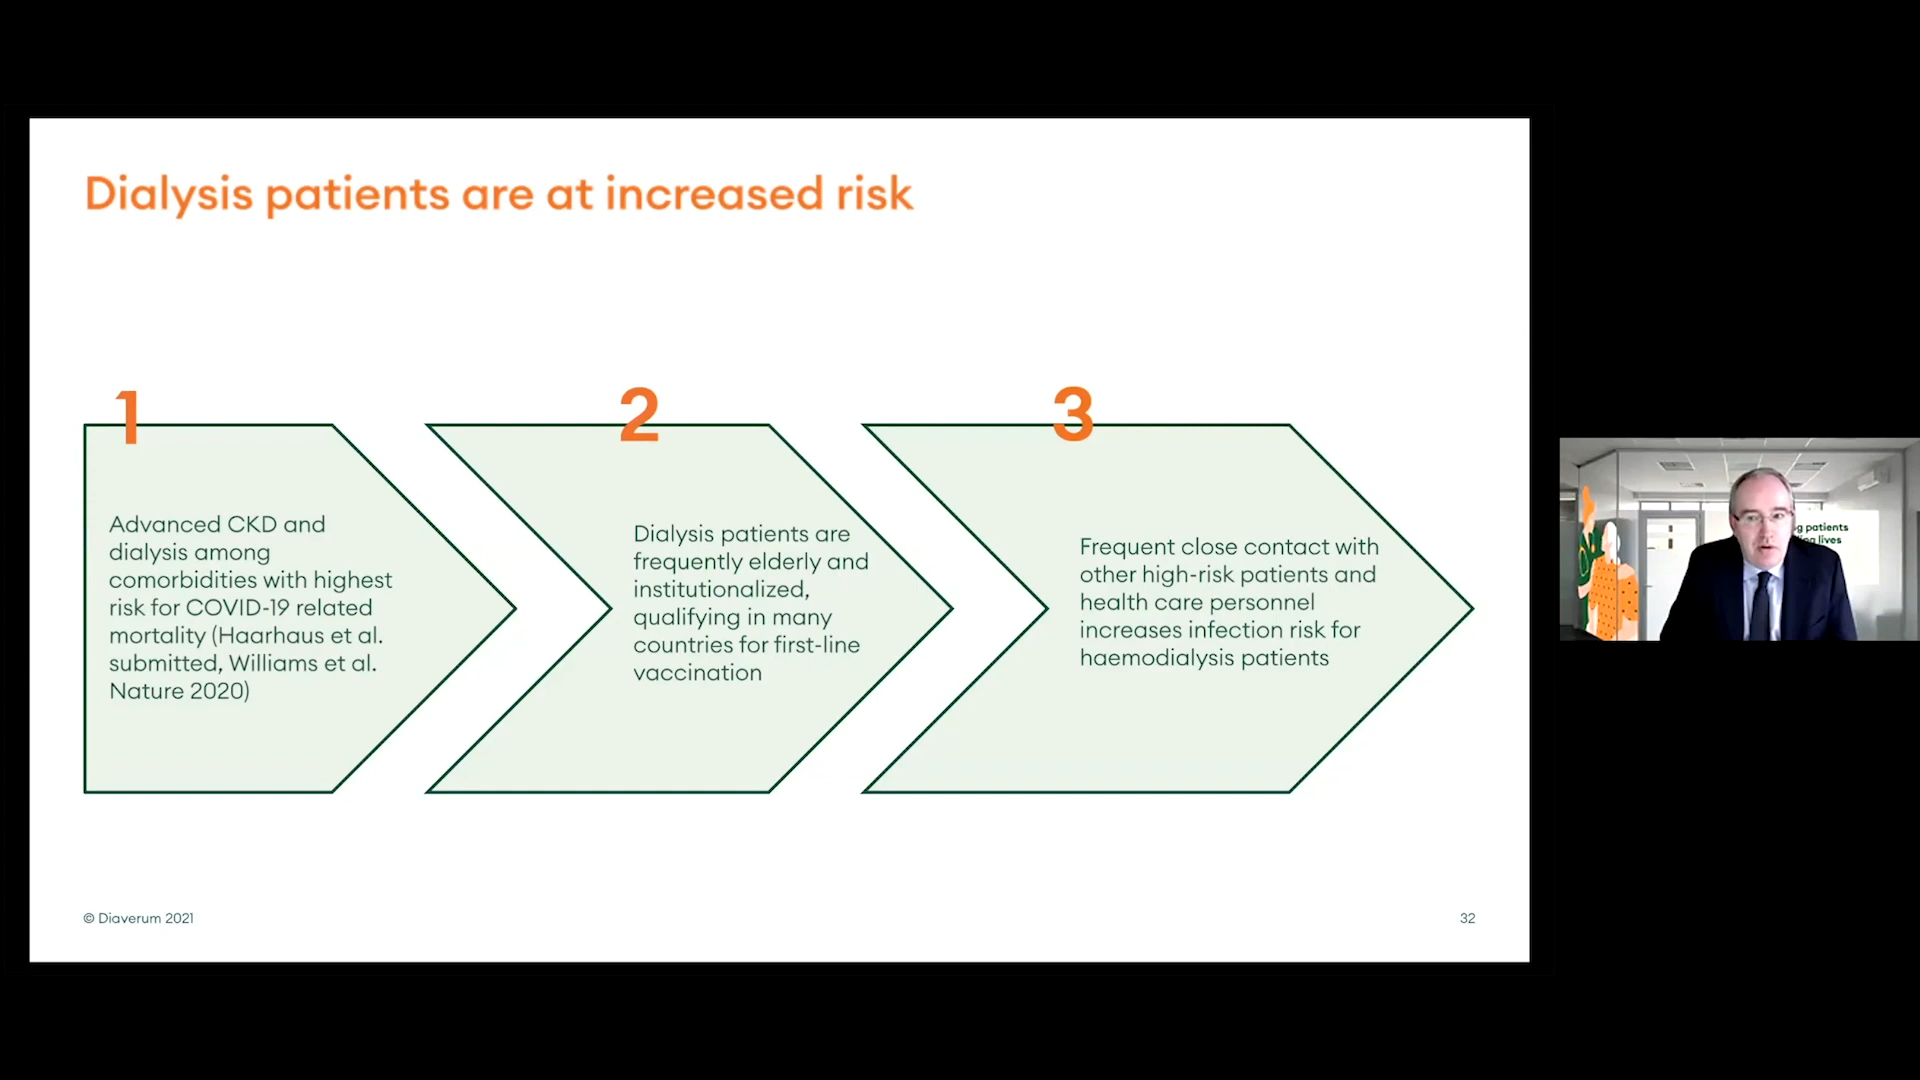 Dialysis patients are at increased risk
1
Advanced CKD and
dialysis among
comorbidities with highest
risk for COVID-19 related
mortality (Haarhaus et al.
submitted, Williams et al.
Nature 2020)
2
Dialysis patients are
frequently elderly and
institutionalized,
qualifying in many
countries for first-line
vaccination
3
Frequent close contact with
other high-risk patients and
health care personnel
increases infection risk for
haemodialysis patients
© Diaverum 2021
32
patients
lives